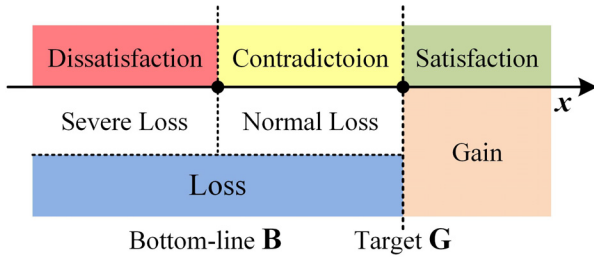 Dissatisfaction Contradictoion Satisfaction
x
Severe Loss Normal Loss
Gain
Loss
Bottom-line B Target G